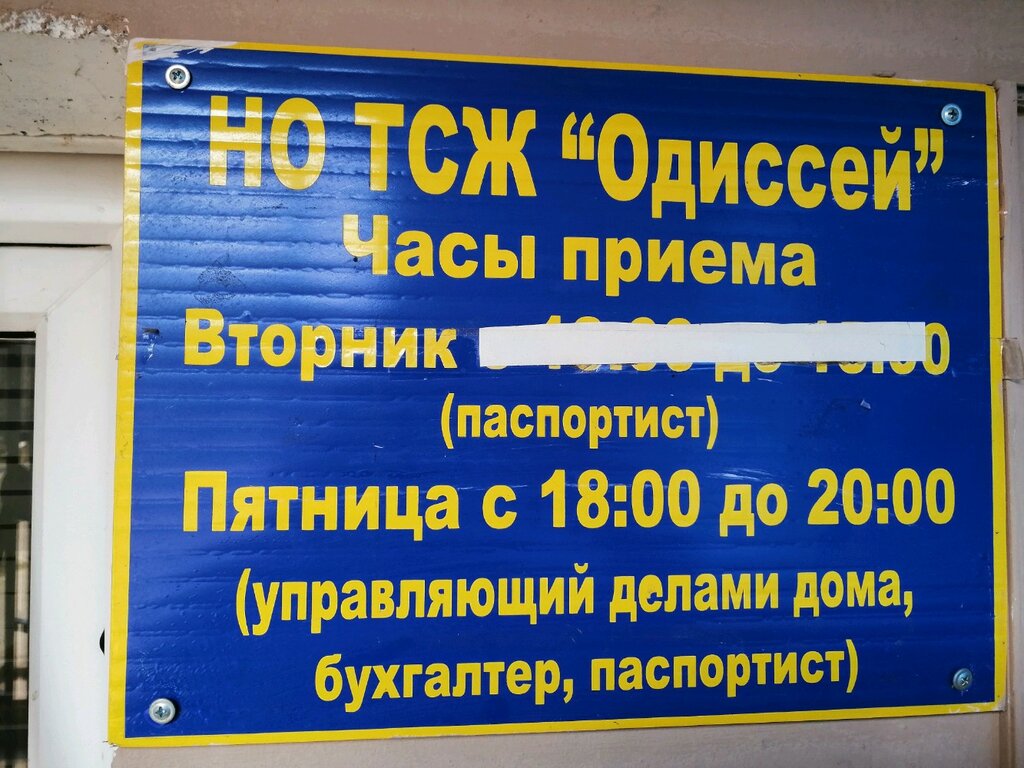 НО ТСЖ “Одиссей”
Часы приема
Вторник
(паспортист)
Пятница с 18:00 до 20:00
(управляющий делами дома,
бухгалтер, паспортист)